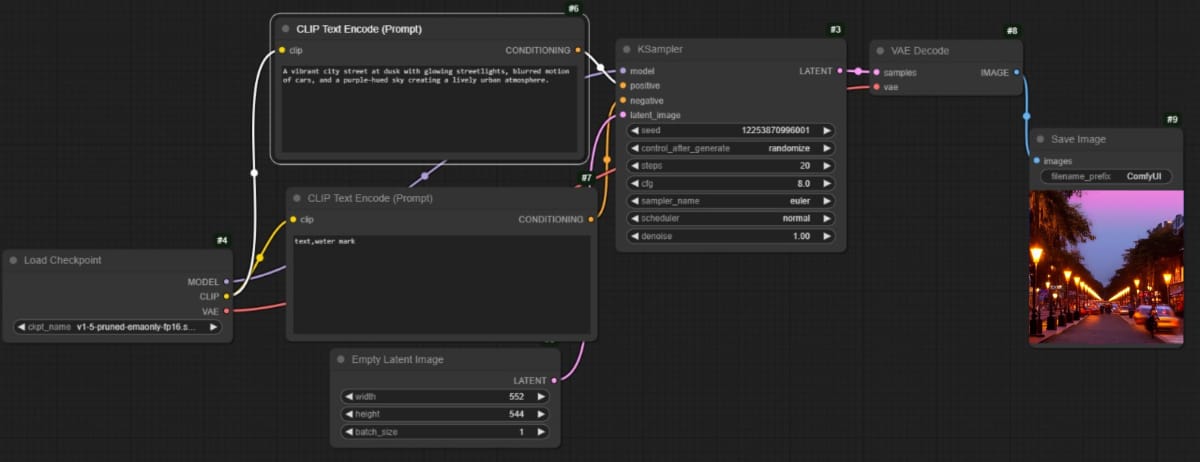 #6
CLIP Text Encode (Prompt)
clip
CONDITIONING
A vibrant city street at dusk with glowing streetlights, blurred motion
of cars, and a purple-hued sky creating a lively urban atmosphere.
#7
CLIP Text Encode (Prompt)
clip
CONDITIONING
text,water mark
#4
Load Checkpoint
MODEL
CLIP
VAE
ckpt_name v1-5-pruned-emaonly-fp16.s...
Empty Latent Image
LATENT
width 552
height 544
batch_size 1
#3
KSampler
model LATENT
positive
negative
latent_image
seed 12253870996001
control_after_generate randomize
steps 20
cfg 8.0
sampler_name euler
scheduler normal
denoise 1.00
#8
VAE Decode
samples IMAGE
vae
#9
Save Image
images
filename_prefix ComfyUI